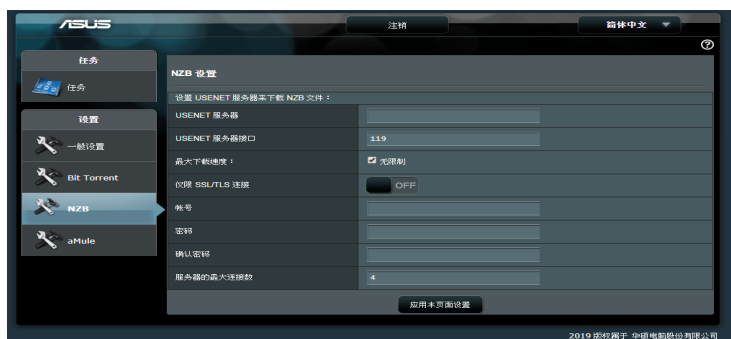 ASUS
注销
简体中文
任务
任务
设置
一般设置
Bit Torrent
NZB
aMule
NZB 设置
设置 USENET 服务器来下载 NZB 文件：
USENET 服务器
USENET 服务器接口
119
最大下载速度：
无限制
仅限 SSL/TLS 连接
OFF
帐号
密码
确认密码
服务器的最大连接数
4
应用本页面设置
2019 版权属于 华硕电脑股份有限公司